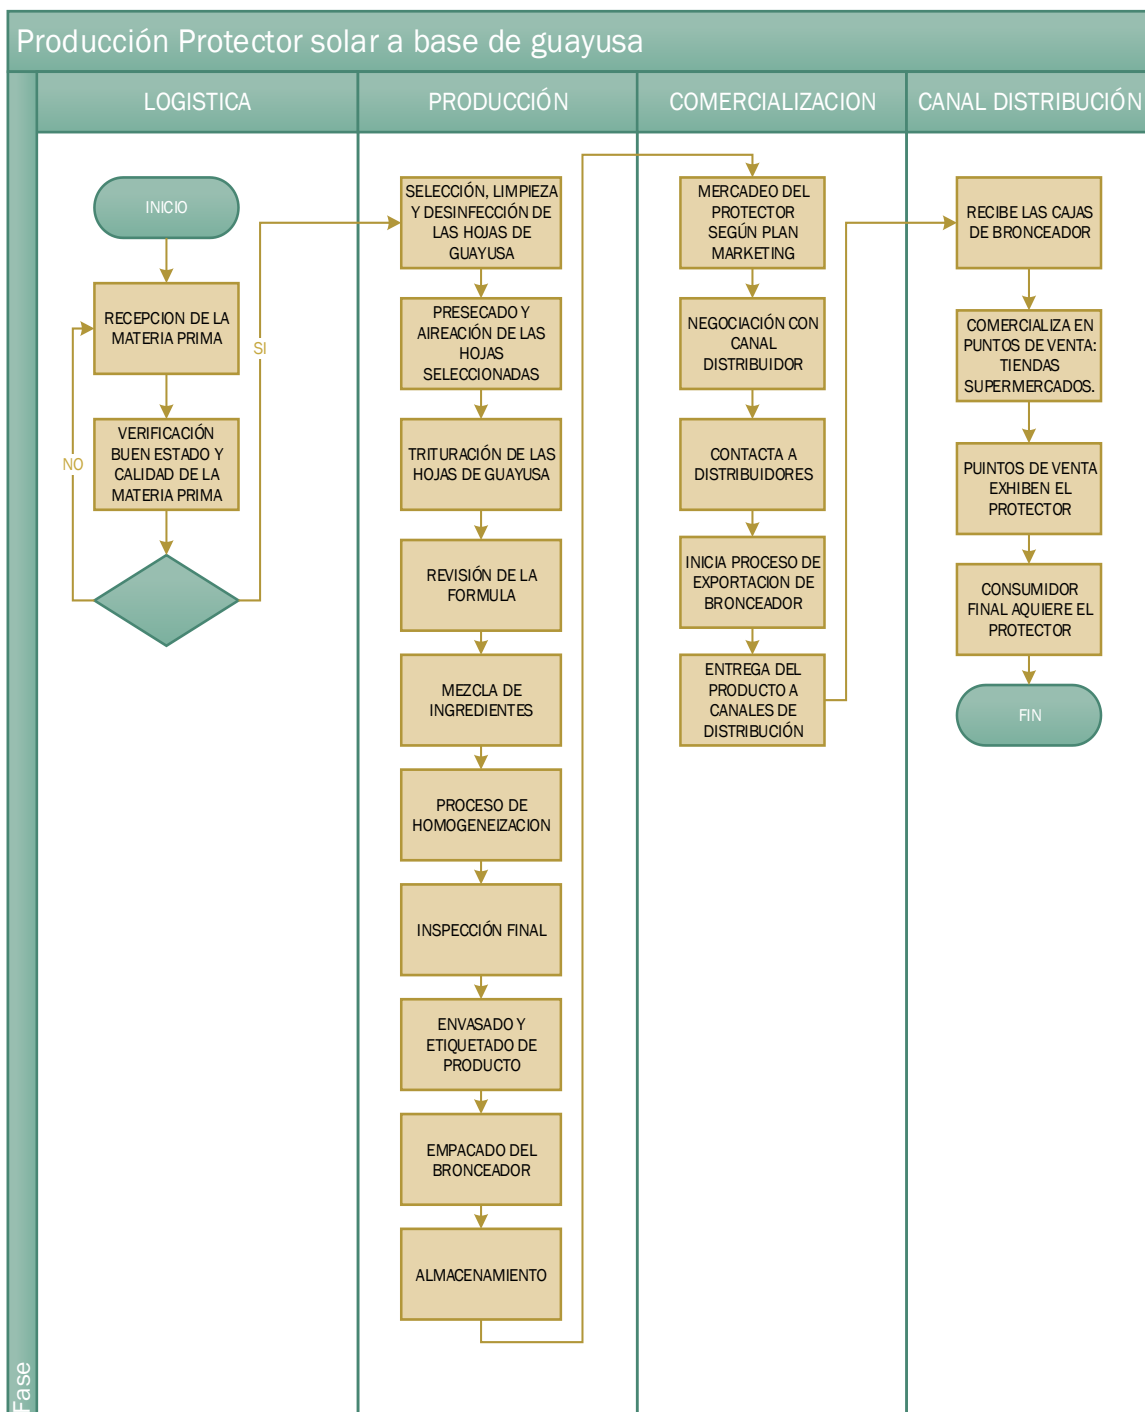 Producción Protector solar a base de guayusa
Fase
LOGISTICA
PRODUCCIÓN
COMERCIALIZACION
CANAL DISTRIBUCIÓN
INICIO
RECEPCION DE LA
MATERIA PRIMA
VERIFICACIÓN
BUEN ESTADO Y
CALIDAD DE LA
MATERIA PRIMA
NO
SI
SELECCIÓN, LIMPIEZA
Y DESINFECCIÓN DE
LAS HOJAS DE
GUAYUSA
PRESECADO Y
AIREACIÓN DE LAS
HOJAS
SELECCIONADAS
TRITURACIÓN DE LAS
HOJAS DE GUAYUSA
REVISIÓN DE LA
FORMULA
MEZCLA DE
INGREDIENTES
PROCESO DE
HOMOGENEIZACION
INSPECCIÓN FINAL
ENVASADO Y
ETIQUETADO DE
PRODUCTO
EMPACADO DEL
BRONCEADOR
ALMACENAMIENTO
MERCADEO DEL
PROTECTOR
SEGÚN PLAN
MARKETING
NEGOCIACIÓN CON
CANAL
DISTRIBUIDOR
CONTACTA A
DISTRIBUIDORES
INICIA PROCESO DE
EXPORTACION DE
BRONCEADOR
ENTREGA DEL
PRODUCTO A
CANALES DE
DISTRIBUCIÓN
RECIBE LAS CAJAS
DE BRONCEADOR
COMERCIALIZA EN
PUNTOS DE VENTA:
TIENDAS
SUPERMERCADOS.
PUINTOS DE VENTA
EXHIBEN EL
PROTECTOR
CONSUMIDOR
FINAL AQUIERE EL
PROTECTOR
FIN